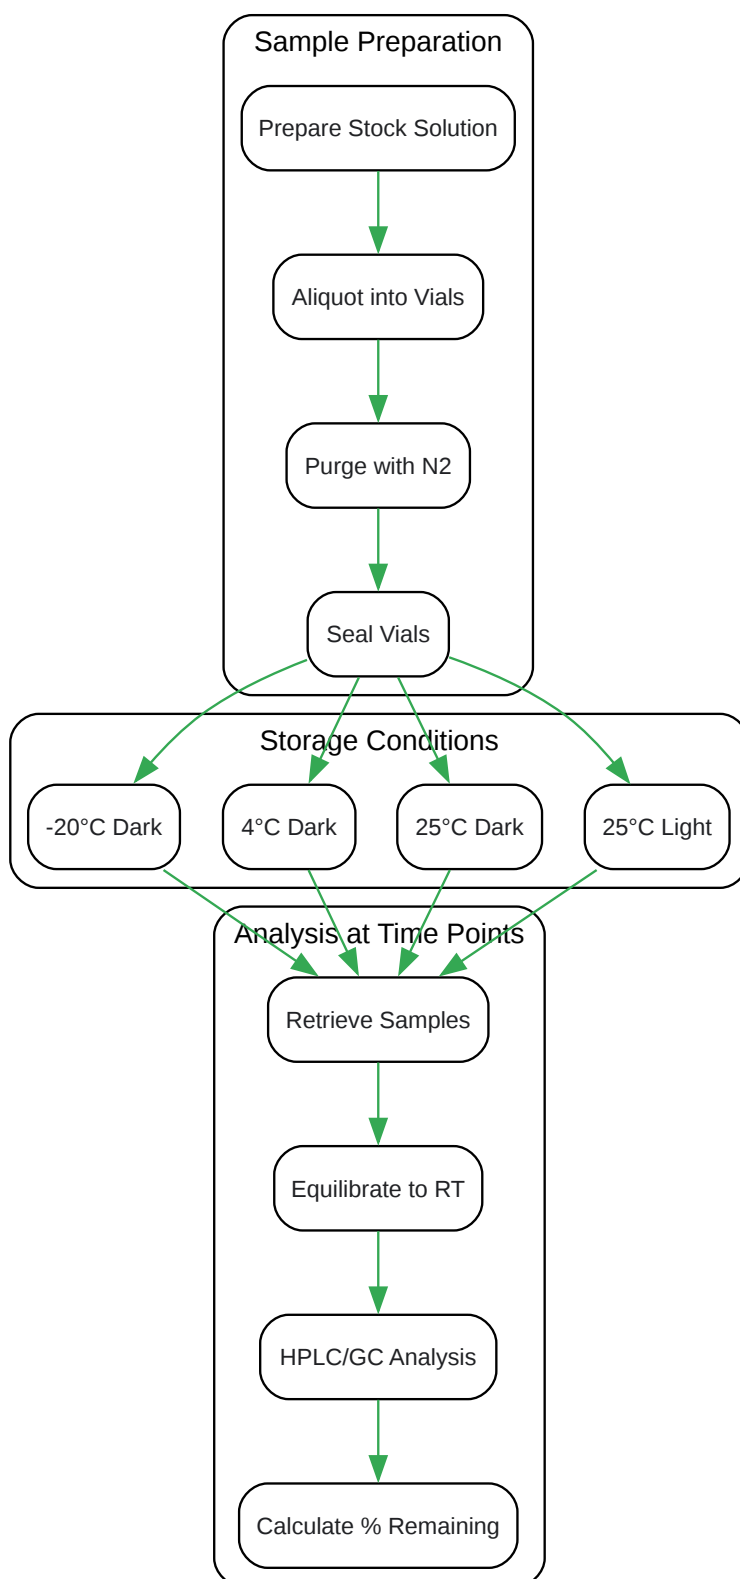 Sample Preparation
Prepare Stock Solution
Aliquot into Vials
Purge with N2
Seal Vials
Storage Conditions
-20°C Dark
4°C Dark
25°C Dark
25°C Light
Analysis at Time Points
Retrieve Samples
Equilibrate to RT
HPLC/GC Analysis
Calculate % Remaining